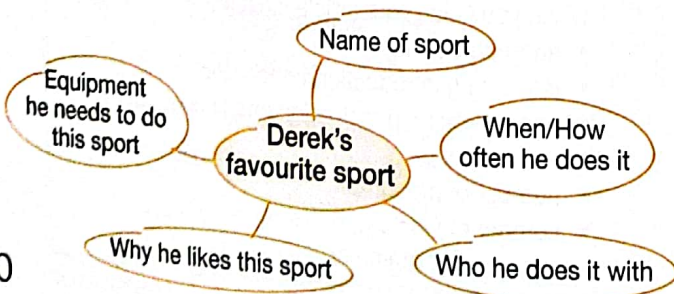 Name of sport
Equipment
he needs to do
this sport
Derek's
favourite sport
When/How
often he does it
Why he likes this sport
Who he does it with
0